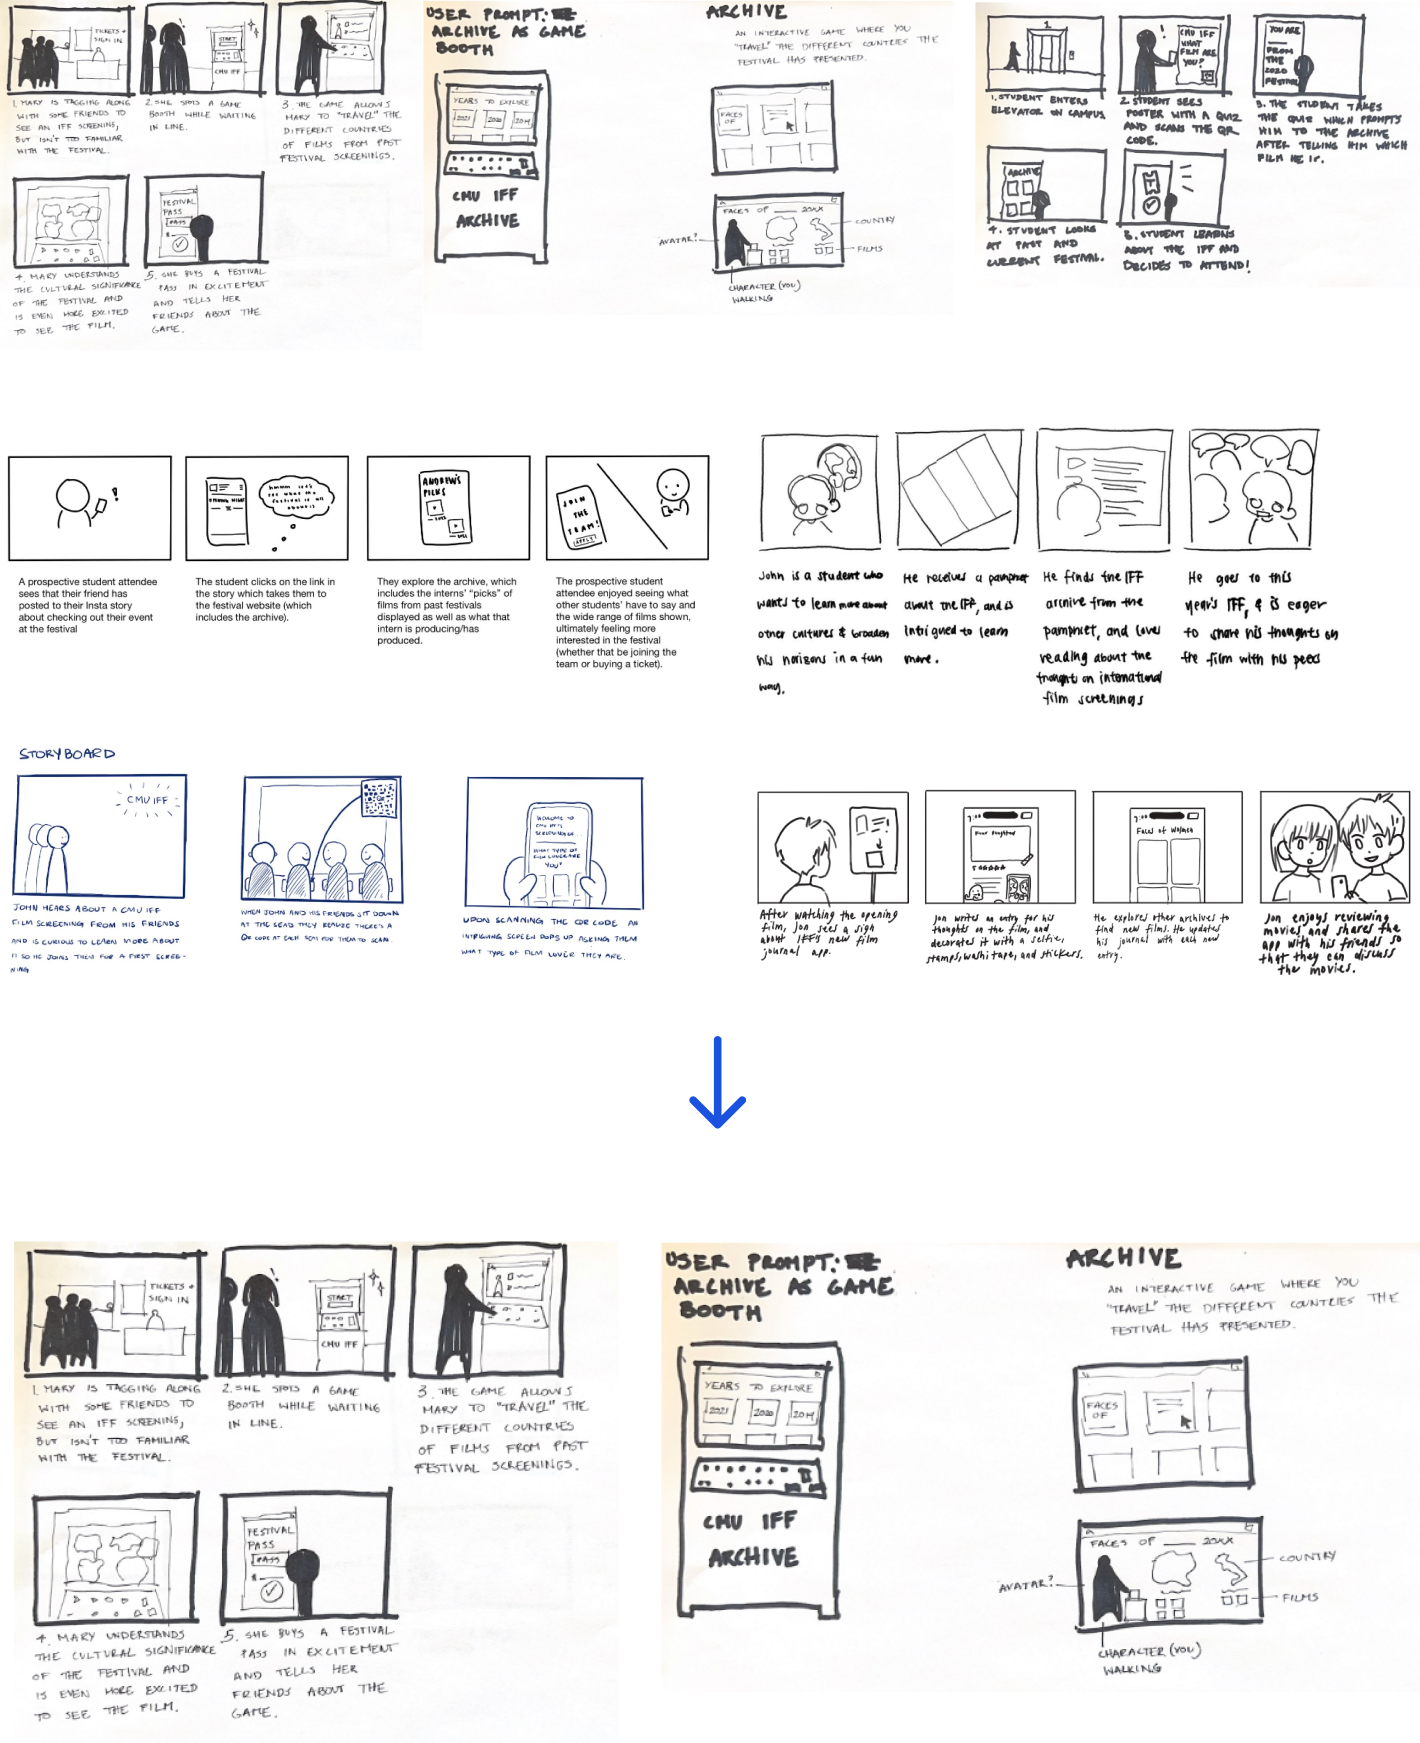 TICKETS +
SIGN IN
1. MARY IS TAGGING ALONG
WITH SOME FRIENDS TO
SEE AN IFF SCREENING,
BUT ISN'T TOO FAMILIAR
WITH THE FESTIVAL.
START
CMU IFF
2. SHE SPOTS A GAME
BOOTH WHILE WAITING
IN LINE.
3. THE GAME ALLOWS
MARY TO "TRAVEL" THE
DIFFERENT COUNTRIES
OF FILMS FROM PAST
FESTIVAL SCREENINGS.
4. MARY UNDERSTANDS
THE CULTURAL SIGNIFICANCE
OF THE FESTIVAL AND
IS EVEN MORE EXCITED
TO SEE THE FILM.
FESTIVAL
PASS
PASS
5. SHE BUYS A FESTIVAL
PASS IN EXCITEMENT
AND TELLS HER
FRIENDS ABOUT THE
GAME.
USER PROMPT:
ARCHIVE AS GAME
BOOTH
YEARS TO EXPLORE
2021 2020 2019
CMU IFF
ARCHIVE
ARCHIVE
AN INTERACTIVE GAME WHERE YOU
"TRAVEL" THE DIFFERENT COUNTRIES THE
FESTIVAL HAS PRESENTED.
FACES
OF
FACES OF ____ 20XX
COUNTRY
AVATAR?
FILMS
CHARACTER (YOU)
WALKING
1
1. STUDENT ENTERS
ELEVATOR ON CAMPUS.
CMU IFF
WHAT
FILM ARE
YOU?
2. STUDENT SEES
POSTER WITH A QUIZ
AND SCANS THE QR
CODE.
YOU ARE
FROM
THE
2020
FESTIVAL
3. THE STUDENT TAKES
THE QUIZ WHICH PROMPTS
HIM TO THE ARCHIVE
AFTER TELLING HIM WHICH
FILM HE IS.
ARCHIVE
4. STUDENT LOOKS
AT PAST AND
CURRENT FESTIVAL.
5. STUDENT LEARNS
ABOUT THE IFF AND
DECIDES TO ATTEND!
!
A prospective student attendee
sees that their friend has
posted to their Insta story
about checking out their event
at the festival
hmmm let's
see what the
festival is all
about!!
The student clicks on the link in
the story which takes them to
the festival website (which
includes the archive).
ANDREW'S
PICKS
They explore the archive, which
includes the interns' "picks" of
films from past festivals
displayed as well as what that
intern is producing/has
produced.
JOIN
THE
TEAM!
APPLY
The prospective student
attendee enjoyed seeing what
other students' have to say and
the wide range of films shown,
ultimately feeling more
interested in the festival
(whether that be joining the
team or buying a ticket).
John is a student who
wants to learn more about
other cultures & broaden
his horizons in a fun
way.
He receives a pamphlet
about the IFF, and is
intrigued to learn
more.
He finds the IFF
archive from the
pamphlet, and loves
reading about the
thoughts on international
film screenings
He goes to this
year's IFF, & is eager
to share his thoughts on
the film with his peers
STORYBOARD
CMU IFF
JOHN HEARS ABOUT A CMU IFF
FILM SCREENING FROM HIS FRIENDS
AND IS CURIOUS TO LEARN MORE ABOUT
IT SO HE JOINS THEM FOR A FIRST SCREE-
NING
WHEN JOHN AND HIS FRIENDS SIT DOWN
AT THE SEAD THEY REALIZE THERE'S A
QR CODE AT EACH SEAT FOR THEM TO SCAN.
WELCOME TO
WHAT TYPE OF
FILM LOVER ARE
YOU?
UPON SCANNING THE QR CODE AN
INTRIGUING SCREEN POPS UP ASKING THEM
WHAT TYPE OF FILM LOVER THEY ARE.
After watching the opening
film, Jon sees a sign
about IFF's new film
journal app.
Jon writes an entry for his
thoughts on the film, and
decorates it with a selfie,
stamps, washi tape, and stickers.
Faces of Women
He explores other archives to
find new films. He updates
his journal with each new
entry.
Jon enjoys reviewing
movies, and shares the
app with his friends so
that they can discuss
the movies.
TICKETS +
SIGN IN
1. MARY IS TAGGING ALONG
WITH SOME FRIENDS TO
SEE AN IFF SCREENING,
BUT ISN'T TOO FAMILIAR
WITH THE FESTIVAL.
START
CMU IFF
2. SHE SPOTS A GAME
BOOTH WHILE WAITING
IN LINE.
3. THE GAME ALLOWS
MARY TO "TRAVEL" THE
DIFFERENT COUNTRIES
OF FILMS FROM PAST
FESTIVAL SCREENINGS.
4. MARY UNDERSTANDS
THE CULTURAL SIGNIFICANCE
OF THE FESTIVAL AND
IS EVEN MORE EXCITED
TO SEE THE FILM.
FESTIVAL
PASS
PASS
5. SHE BUYS A FESTIVAL
PASS IN EXCITEMENT
AND TELLS HER
FRIENDS ABOUT THE
GAME.
USER PROMPT:
ARCHIVE AS GAME
BOOTH
YEARS TO EXPLORE
2021 2020 2019
CMU IFF
ARCHIVE
ARCHIVE
AN INTERACTIVE GAME WHERE YOU
"TRAVEL" THE DIFFERENT COUNTRIES THE
FESTIVAL HAS PRESENTED.
FACES
OF
FACES OF ____ 20XX
COUNTRY
AVATAR?
FILMS
CHARACTER (YOU)
WALKING